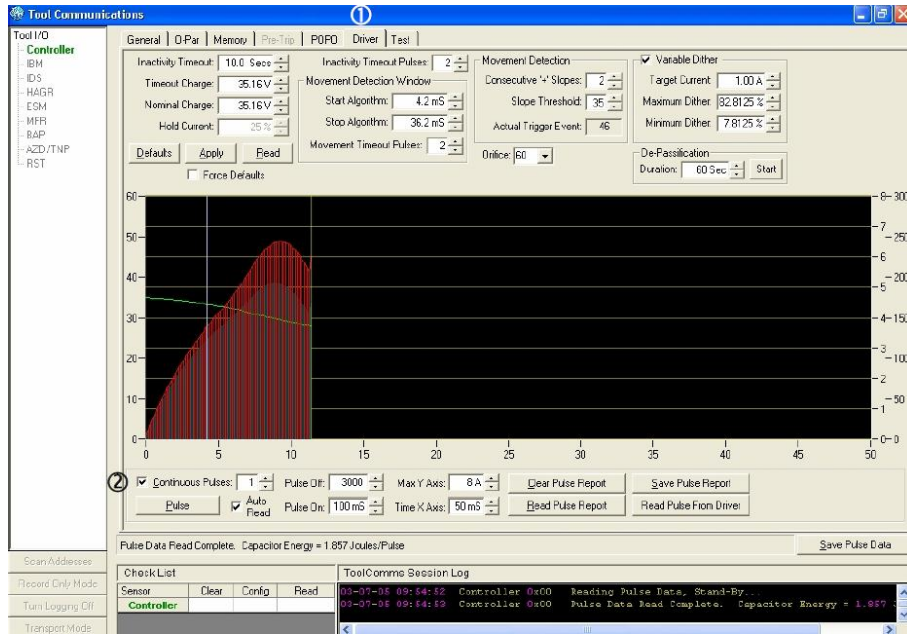 Tool Communications
①
Tool I/O
Controller
IBM
IDS
HAGR
ESM
MFR
BAP
AZD/TNP
RST
General O-Par Memory Pre-Trip POFO Driver Test
Inactivity Timeout: 10.0 Secs
Timeout Charge: 35.16 V
Nominal Charge: 35.16 V
Hold Current: 25 %
Defaults Apply Read
Force Defaults
Inactivity Timeout Pulses: 2
Movement Detection Window
Start Algorithm: 4.2 mS
Stop Algorithm: 36.2 mS
Movement Timeout Pulses: 2
Movement Detection
Consecutive '+' Slopes: 2
Slope Threshold: 35
Actual Trigger Event: 46
Orifice: 60
Variable Dither
Target Current: 1.00 A
Maximum Dither: 82.8125 %
Minimum Dither: 7.8125 %
De-Passification
Duration: 60 Sec Start
60
50
40
30
20
10
0
8 300
7
250
6
5 200
4 150
3
100
2
50
1
0 0
0 5 10 15 20 25 30 35 40 45 50
② Continuous Pulses: 1 Pulse Off: 3000 Max Y Axis: 8 A Clear Pulse Report Save Pulse Report
Pulse Auto Read Pulse On: 100 mS Time X Axis: 50 mS Read Pulse Report Read Pulse From Driver
Pulse Data Read Complete. Capacitor Energy = 1.857 Joules/Pulse
Save Pulse Data
Scan Addresses
Record Only Mode
Turn Logging Off
Transport Mode
Check List
Sensor Clear Config Read
Controller
ToolComms Session Log
03-07-05 09:54:52 Controller 0x00 Reading Pulse Data, Stand-By...
03-07-05 09:54:53 Controller 0x00 Pulse Data Read Complete. Capacitor Energy = 1.857